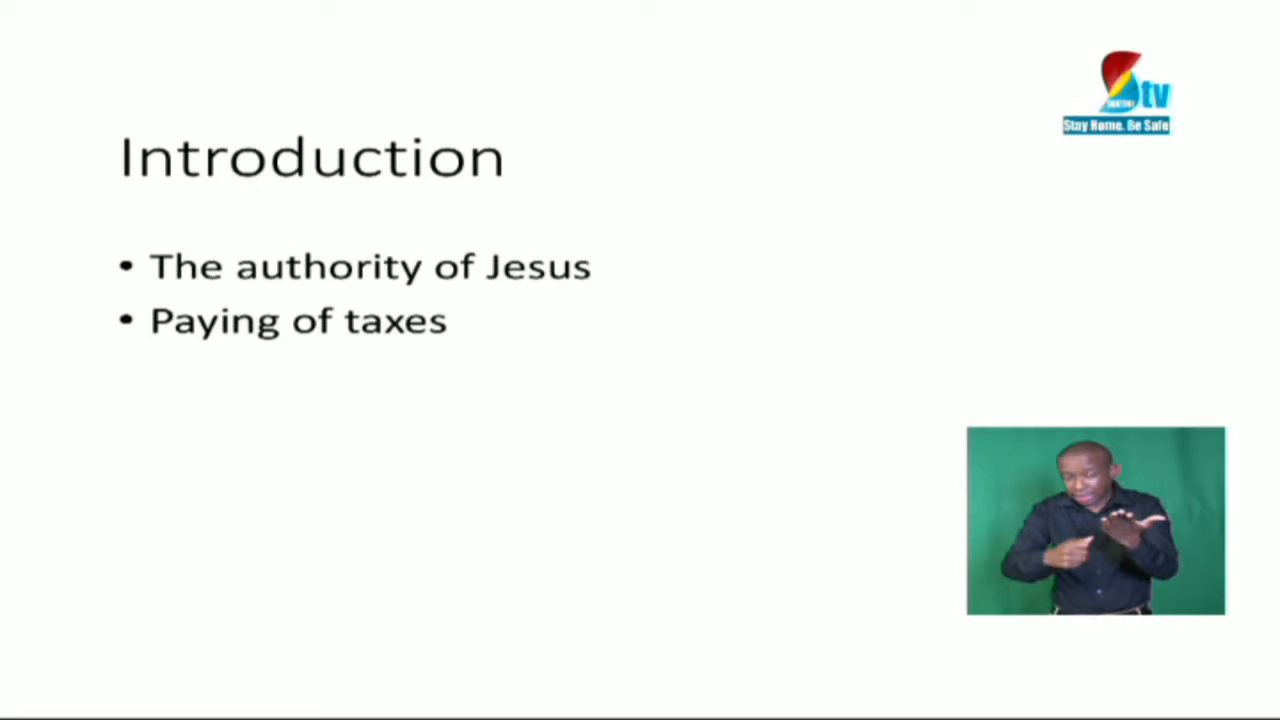 tv
Stay Home. Be Safe
Introduction
• The authority of Jesus
• Paying of taxes